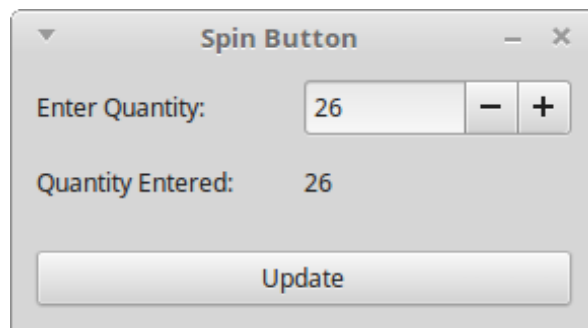 Spin Button
Enter Quantity: 26
Quantity Entered: 26
Update